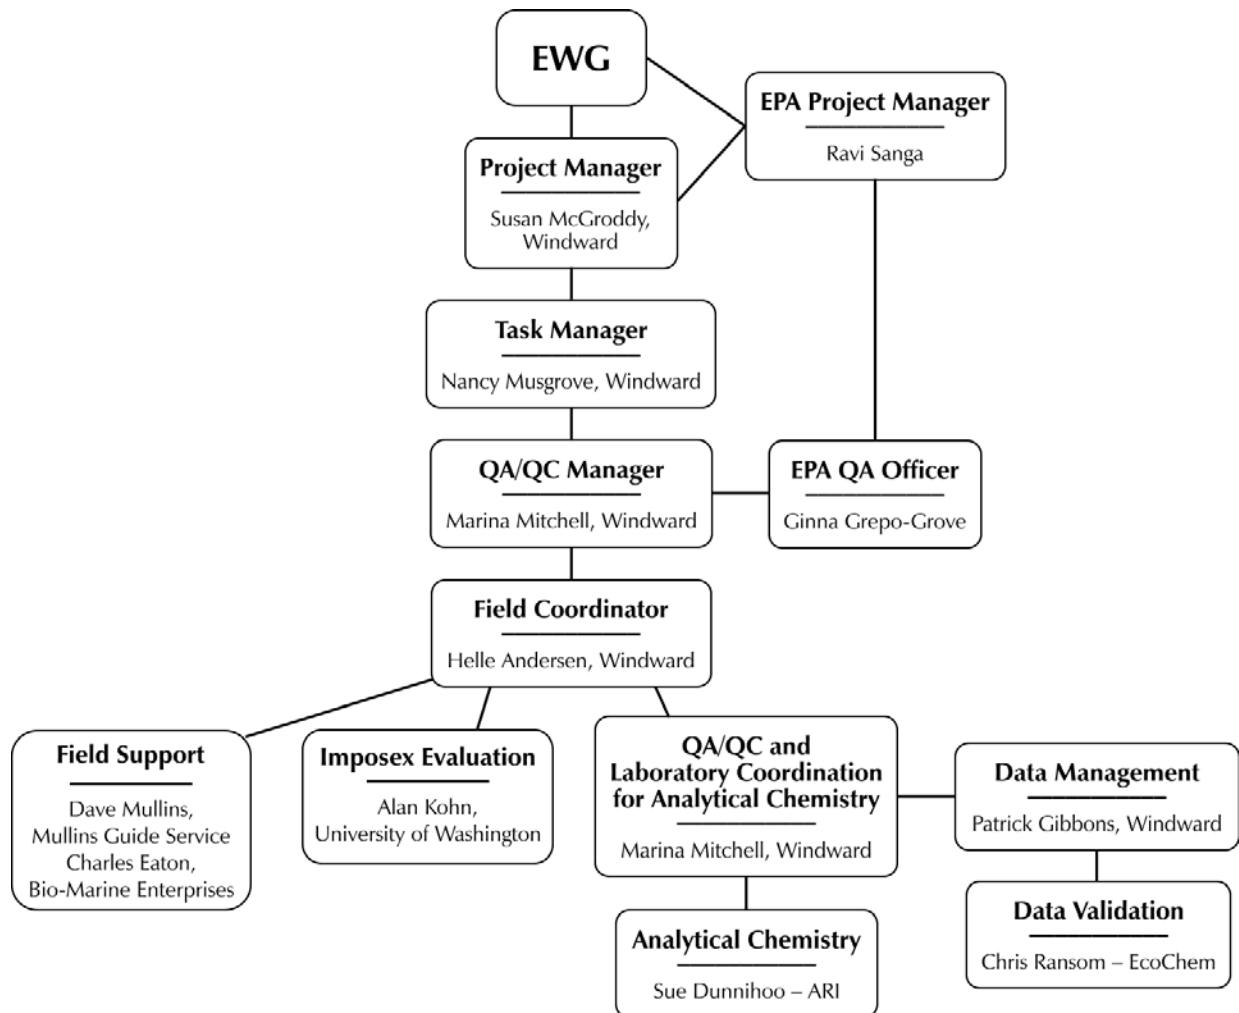 EWG
EPA Project Manager
Ravi Sanga
Project Manager
Susan McGroddy,
Windward
Task Manager
Nancy Musgrove, Windward
QA/QC Manager
Marina Mitchell, Windward
EPA QA Officer
Ginna Grepo-Grove
Field Coordinator
Helle Andersen, Windward
Field Support
Dave Mullins,
Mullins Guide Service
Charles Eaton,
Bio-Marine Enterprises
Imposex Evaluation
Alan Kohn,
University of Washington
QA/QC and
Laboratory Coordination
for Analytical Chemistry
Marina Mitchell, Windward
Data Management
Patrick Gibbons, Windward
Analytical Chemistry
Sue Dunnihoo – ARI
Data Validation
Chris Ransom – EcoChem